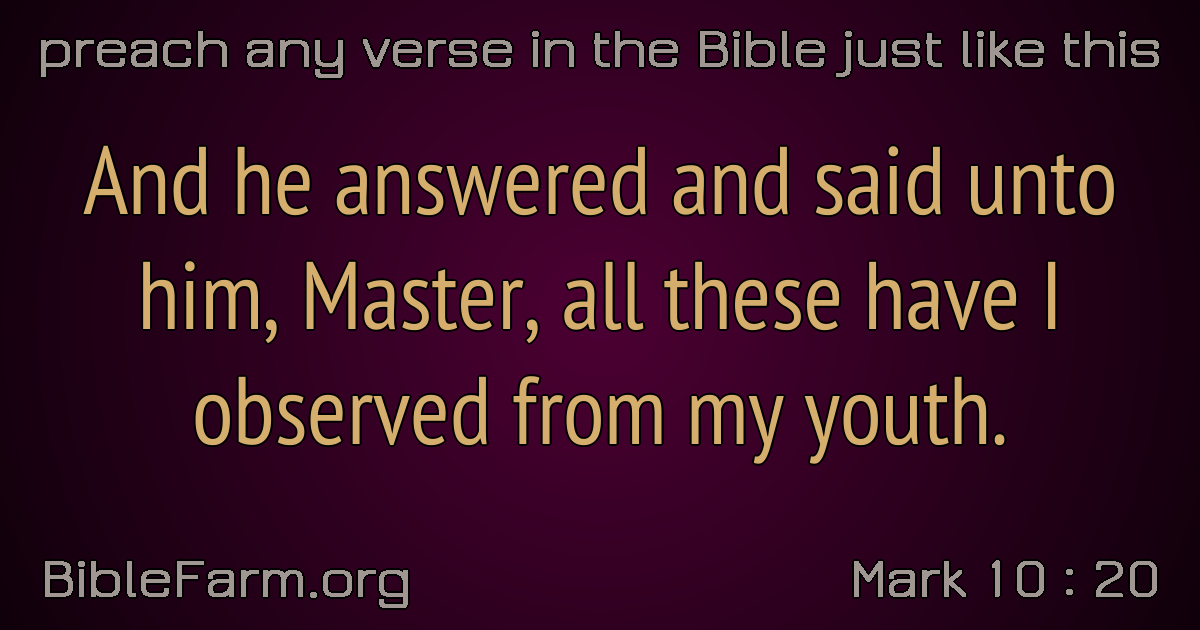 preach any verse in the Bible just like this
And he answered and said unto
him, Master, all these have I
observed from my youth.
BibleFarm.org
Mark 10 : 20